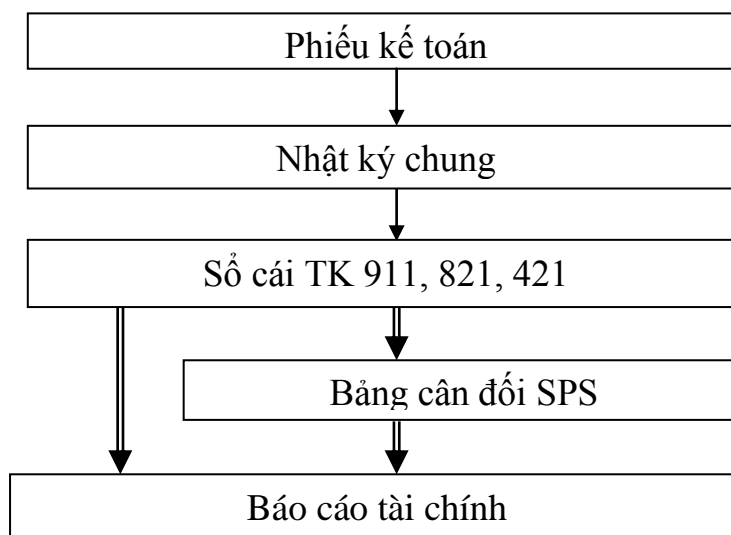 Phiếu kế toán
Nhật ký chung
Sổ cái TK 911, 821, 421
Bảng cân đối SPS
Báo cáo tài chính